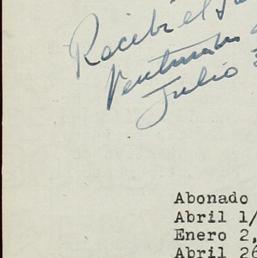 Recibí el
Julio
Abonado
Abril 1/
Enero 2,
Abril 26